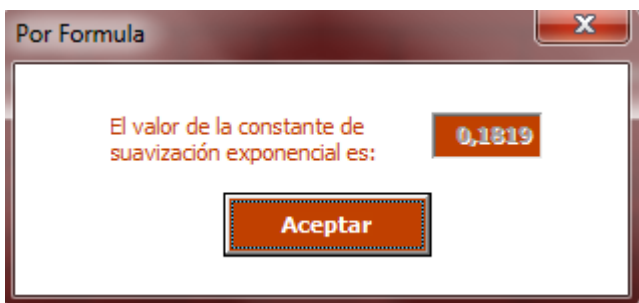 Por Formula
El valor de la constante de
suavización exponencial es:
0,1819
Aceptar